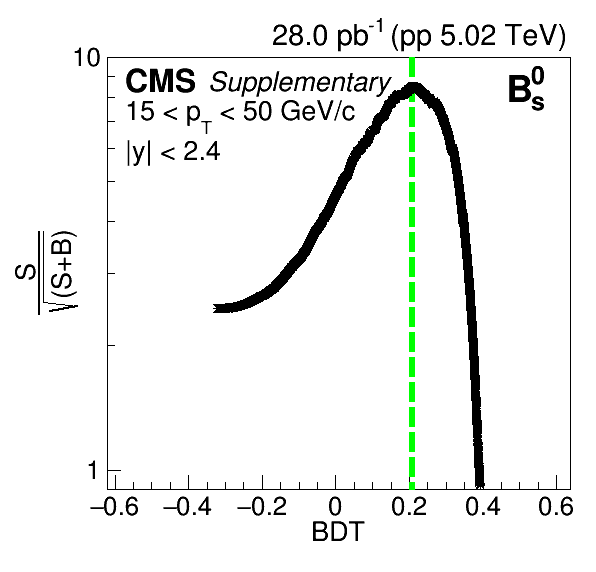 28.0 pb⁻¹ (pp 5.02 TeV)
10
CMS Supplementary
B⁰ₛ
15 < p_T < 50 GeV/c
|y| < 2.4
S
√(S+B)
1
−0.6 −0.4 −0.2 0 0.2 0.4 0.6
BDT